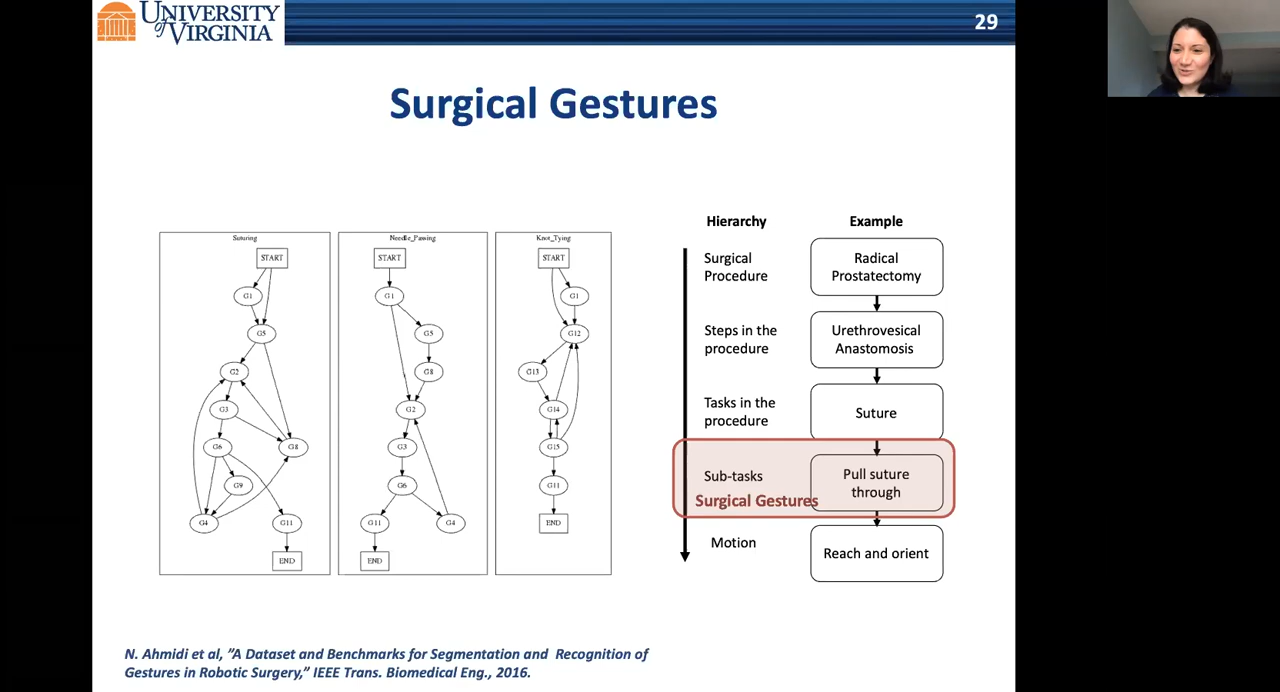 UNIVERSITY
of VIRGINIA
29
Surgical Gestures
Suturing
START
G1
G5
G2
G3
G6
G8
G9
G4
G11
END
Needle_Passing
START
G1
G5
G8
G2
G3
G6
G11
G4
END
Knot_Tying
START
G1
G12
G13
G14
G15
G11
END
Hierarchy
Example
Surgical
Procedure
Radical
Prostatectomy
Steps in the
procedure
Urethrovesical
Anastomosis
Tasks in the
procedure
Suture
Sub-tasks
Surgical Gestures
Pull suture
through
Motion
Reach and orient
N. Ahmidi et al, "A Dataset and Benchmarks for Segmentation and Recognition of
Gestures in Robotic Surgery," IEEE Trans. Biomedical Eng., 2016.